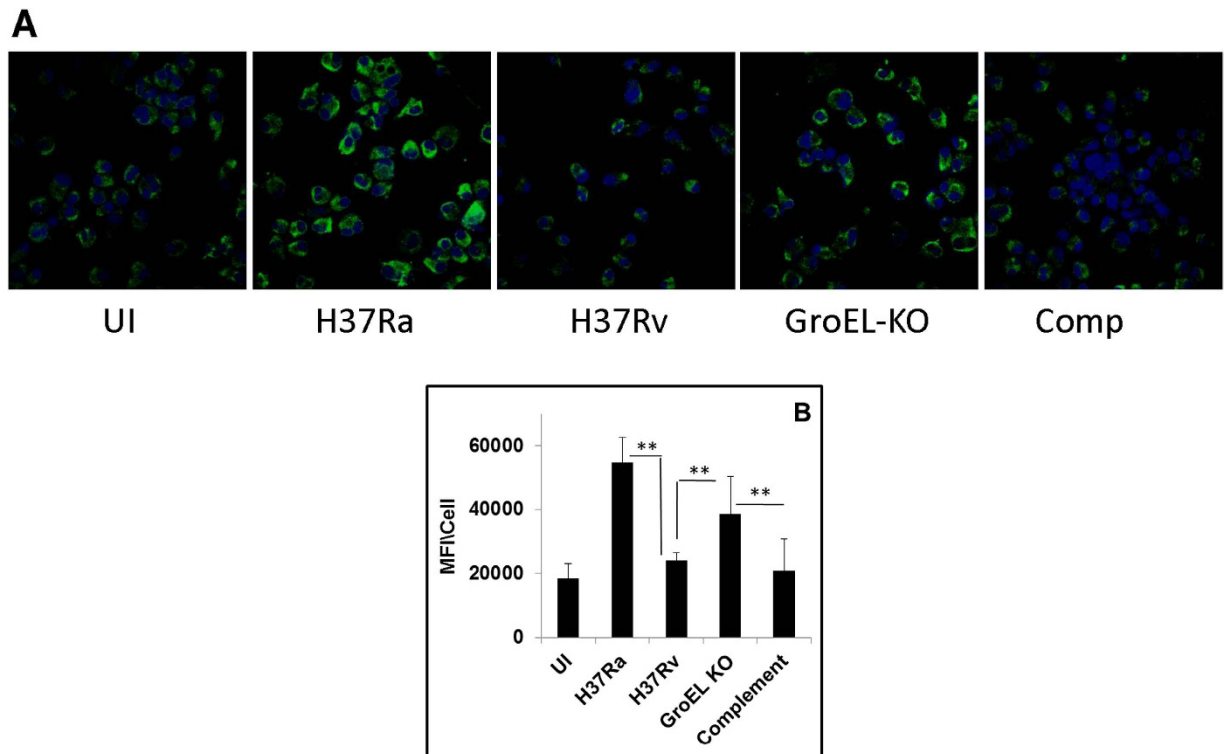 A
UI H37Ra H37Rv GroEL-KO Comp
B
60000
40000
20000
0
MFI\Cell
**
**
**
UI H37Ra H37Rv GroEL KO Complement